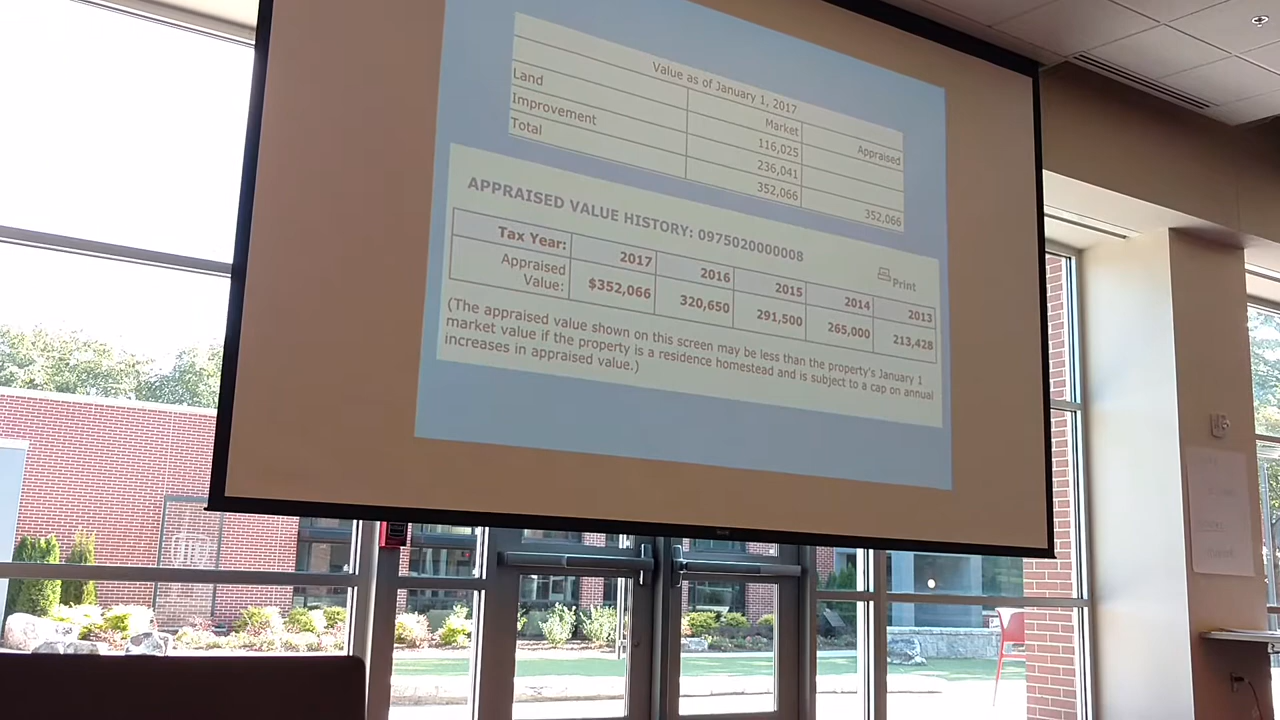 Value as of January 1, 2017
Market Appraised
Land 116,025
Improvement 236,041
Total 352,066 352,066
APPRAISED VALUE HISTORY: 0975020000008
Print
Tax Year: 2017 2016 2015 2014 2013
Appraised Value: $352,066 320,650 291,500 265,000 213,428
(The appraised value shown on this screen may be less than the property's January 1
market value if the property is a residence homestead and is subject to a cap on annual
increases in appraised value.)